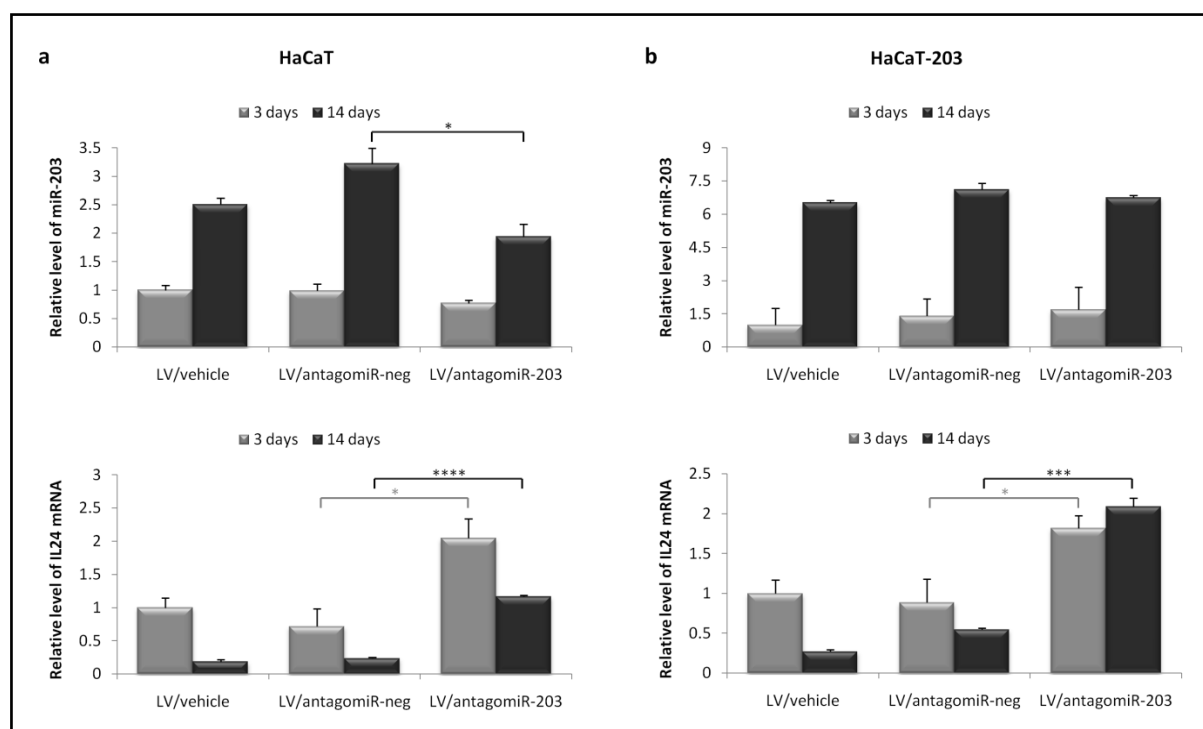 a
HaCaT
3 days 14 days
*
Relative level of miR-203
3.5
3
2.5
2
1.5
1
0.5
0
LV/vehicle LV/antagomiR-neg LV/antagomiR-203
3 days 14 days
****
*
Relative level of IL24 mRNA
3
2.5
2
1.5
1
0.5
0
LV/vehicle LV/antagomiR-neg LV/antagomiR-203
b
HaCaT-203
3 days 14 days
Relative level of miR-203
9
7.5
6
4.5
3
1.5
0
LV/vehicle LV/antagomiR-neg LV/antagomiR-203
3 days 14 days
***
*
Relative level of IL24 mRNA
2.5
2
1.5
1
0.5
0
LV/vehicle LV/antagomiR-neg LV/antagomiR-203